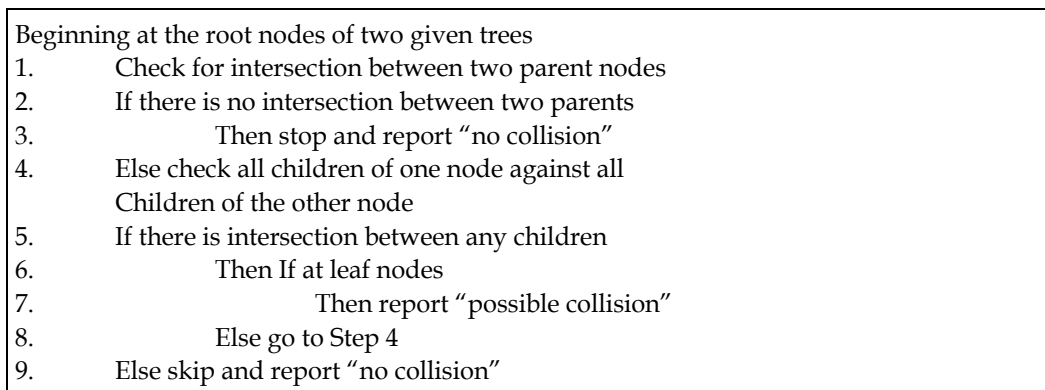 Beginning at the root nodes of two given trees
1. Check for intersection between two parent nodes
2. If there is no intersection between two parents
3. Then stop and report “no collision”
4. Else check all children of one node against all
Children of the other node
5. If there is intersection between any children
6. Then If at leaf nodes
7. Then report “possible collision”
8. Else go to Step 4
9. Else skip and report “no collision”